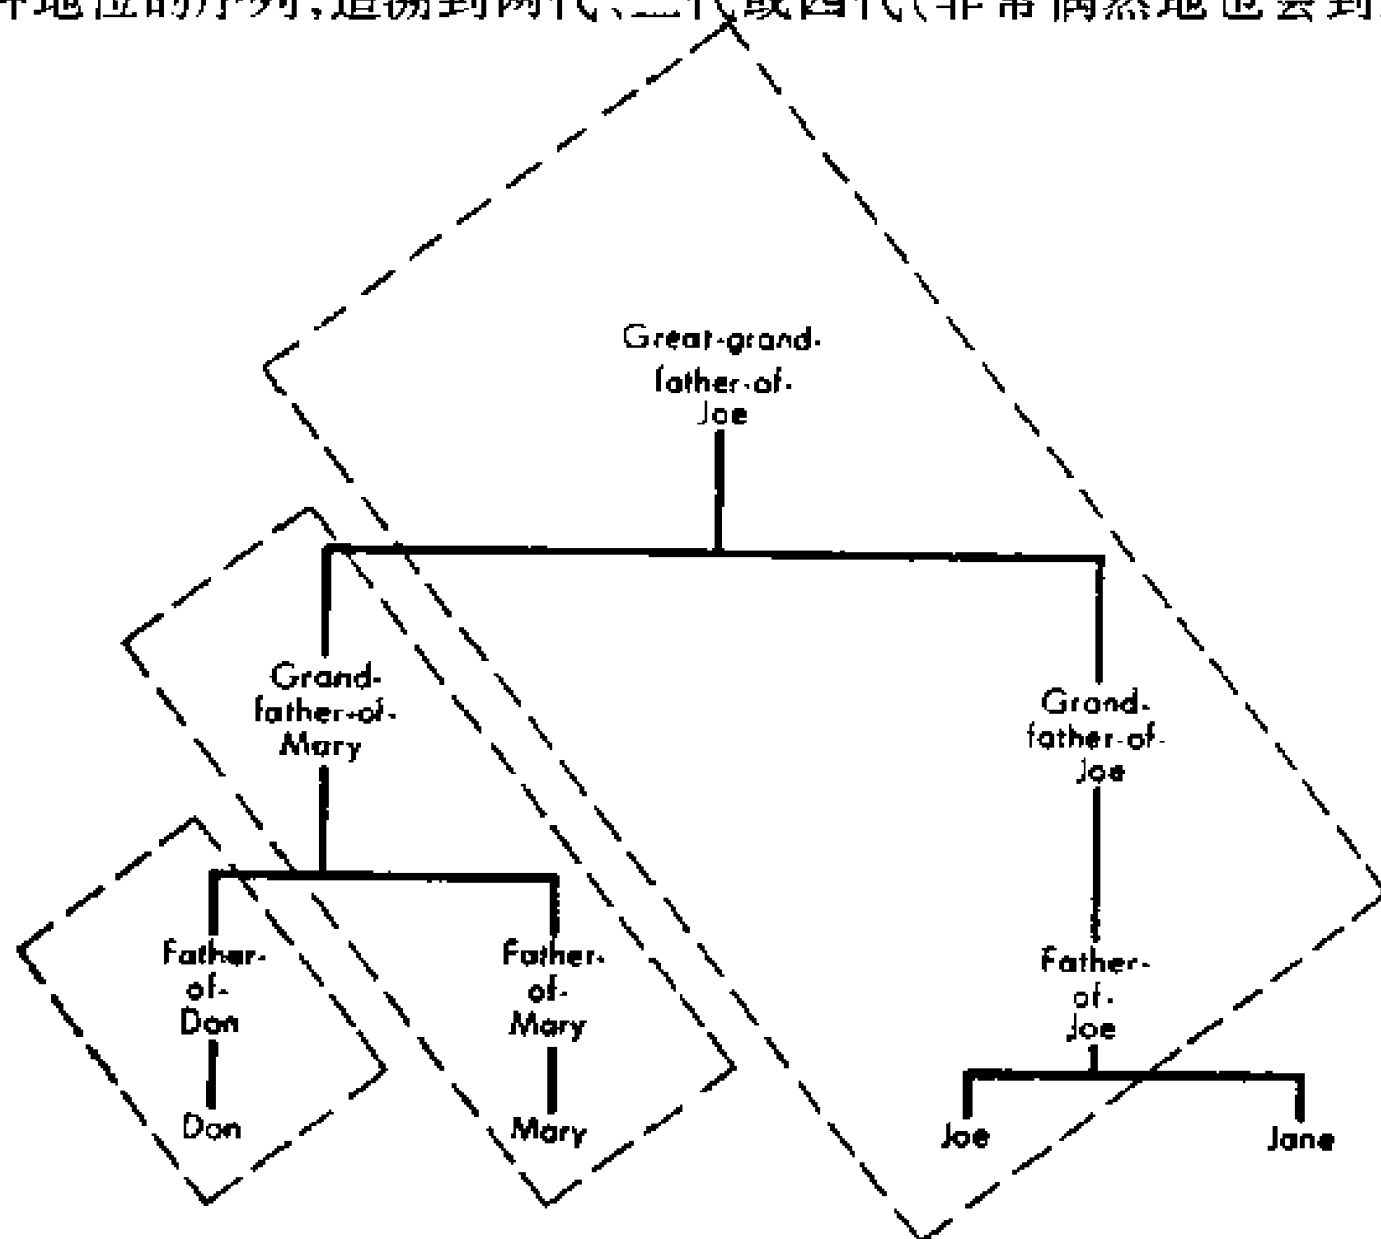 种地位的序列,追溯到两代、三代或四代(非常偶然地也会到
Great-grand-
father-of-
Joe
Grand-
father-of-
Mary
Grand-
father-of-
Joe
Father-
of-
Don
Father-
of-
Mary
Father-
of-
Joe
Don
Mary
Joe
Jane